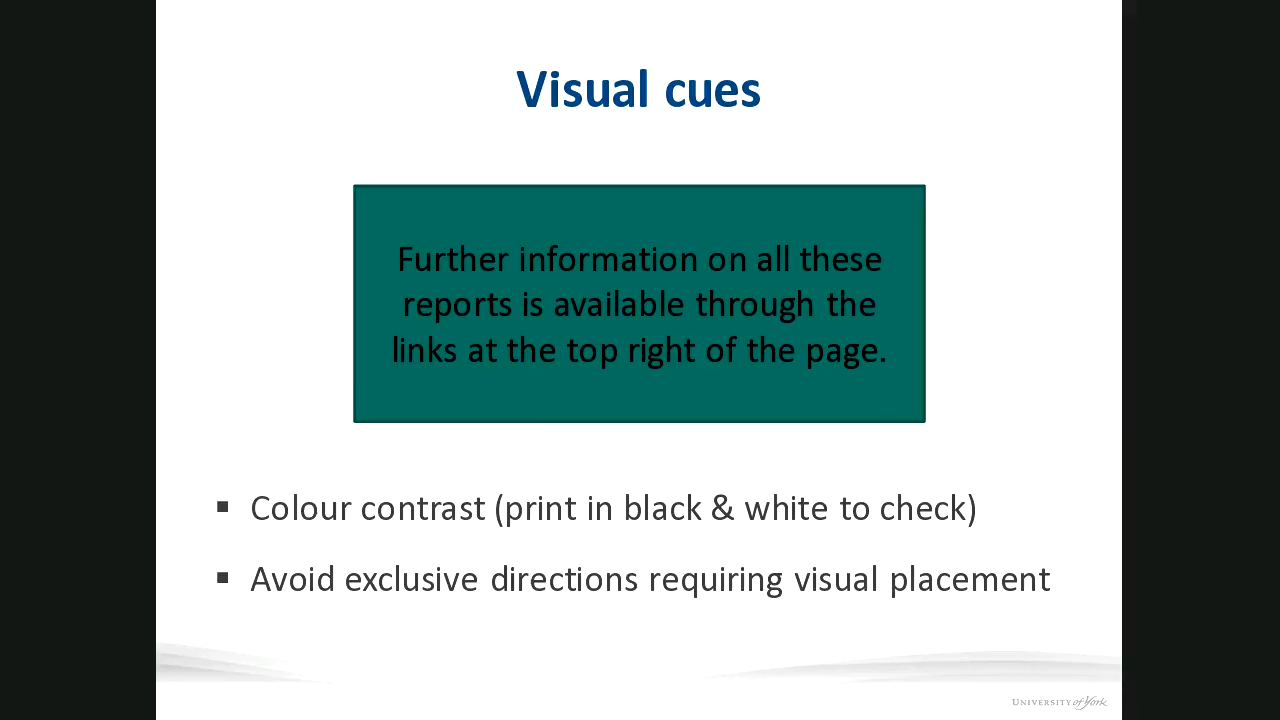 Visual cues
Further information on all these
reports is available through the
links at the top right of the page.
▪ Colour contrast (print in black & white to check)
▪ Avoid exclusive directions requiring visual placement
UNIVERSITY of York